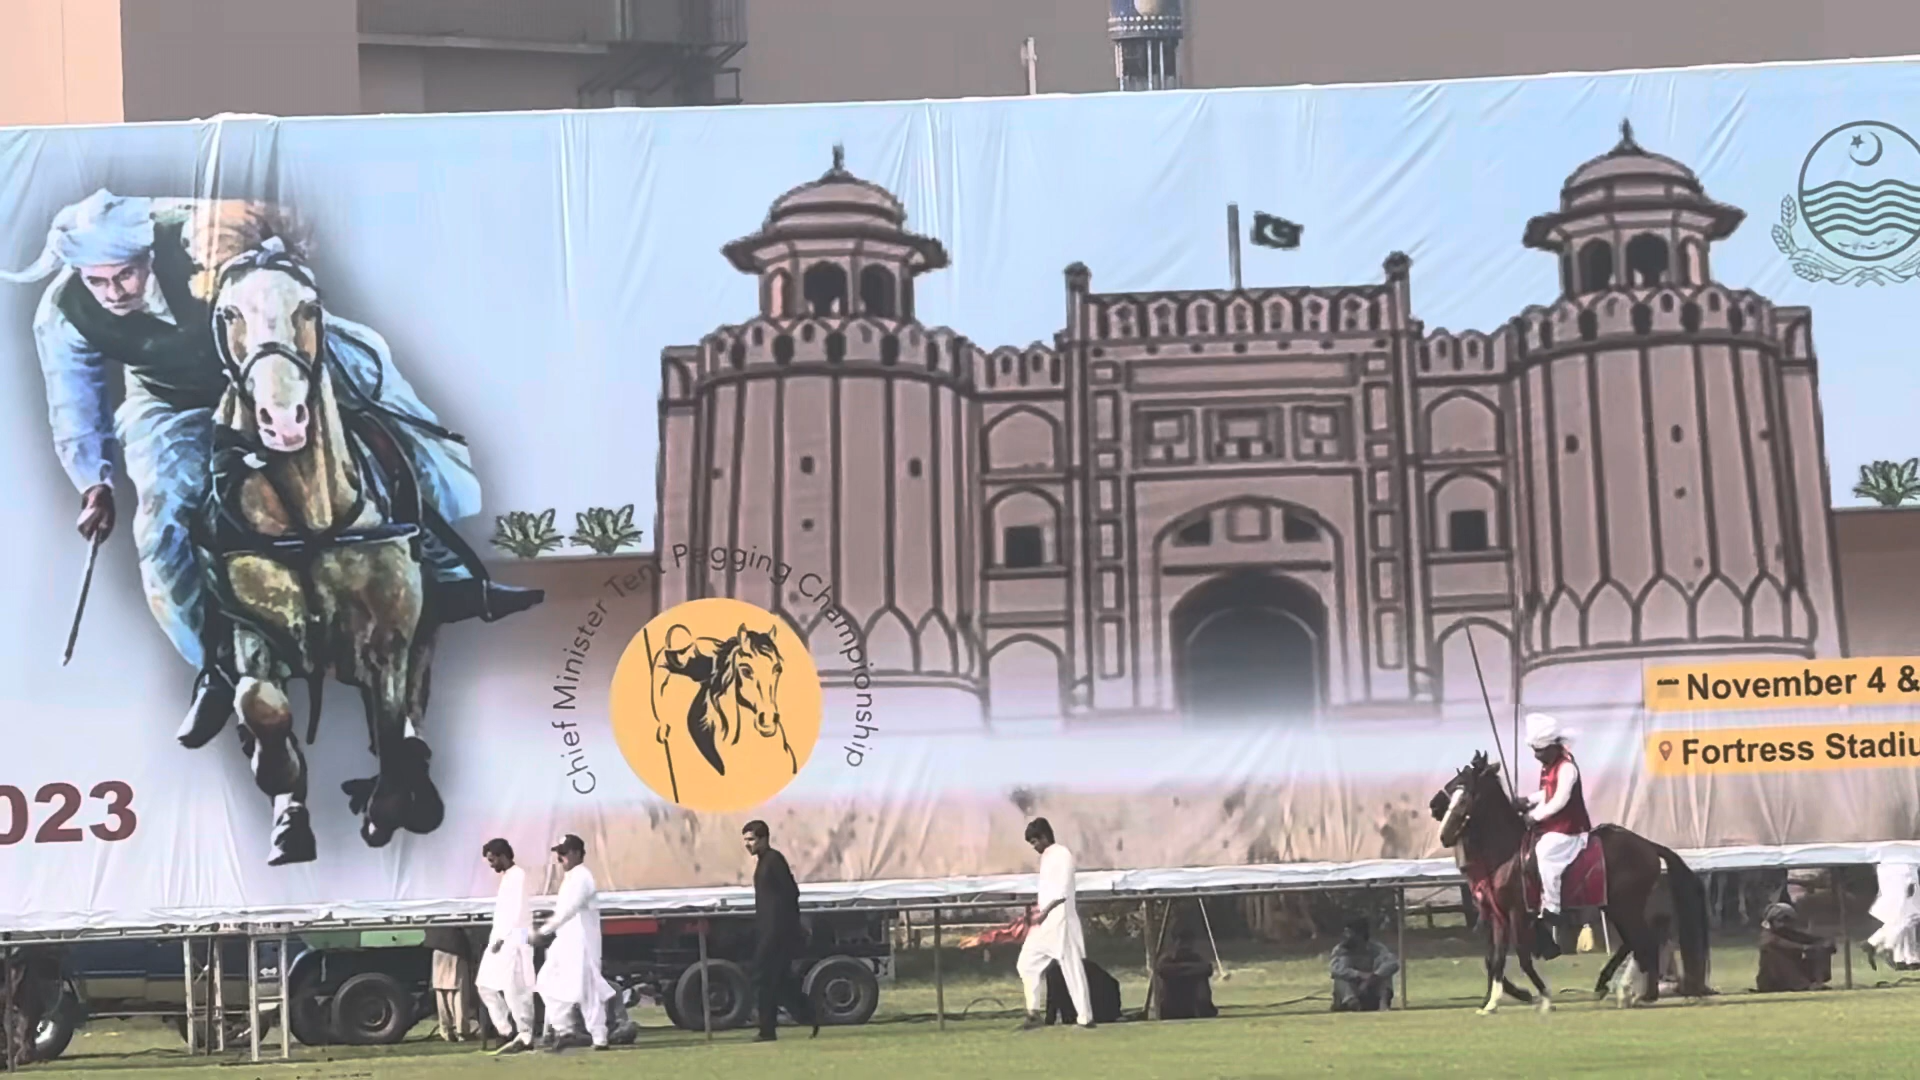 Chief Minister Tent Pegging Championship
November 4 &
Fortress Stadiu
023